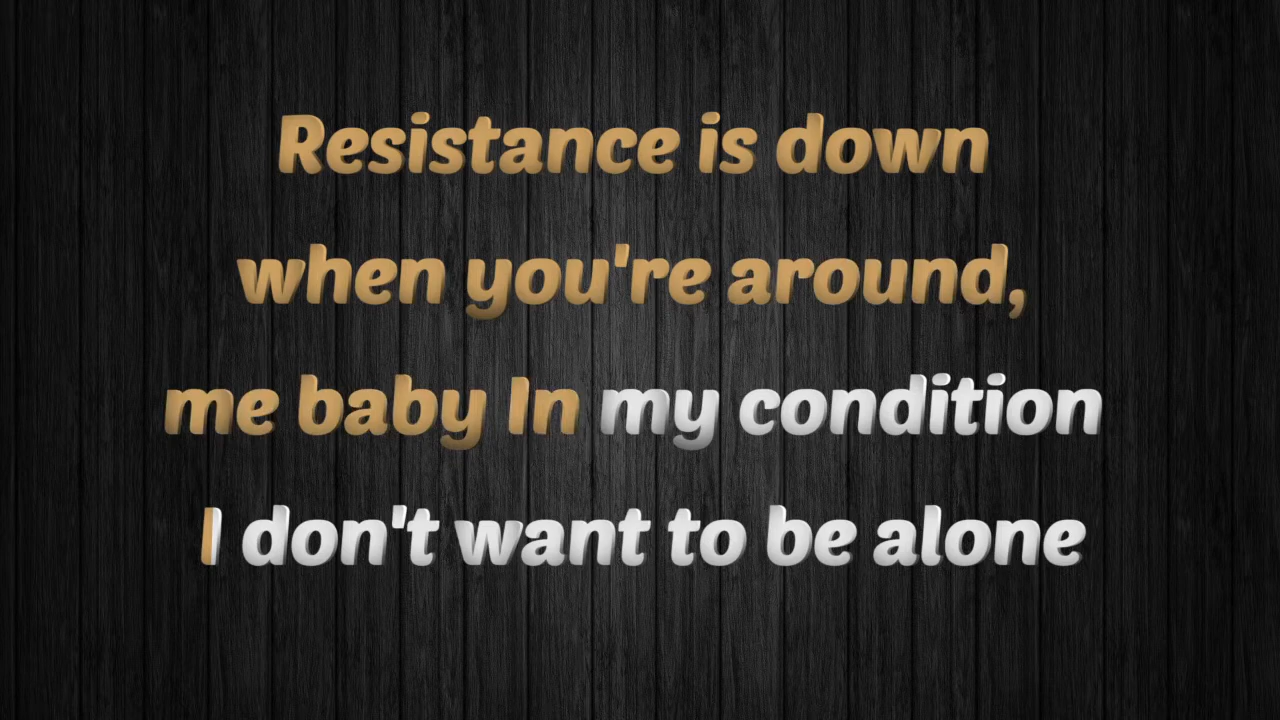 Resistance is down
when you're around,
me baby In my condition
I don't want to be alone